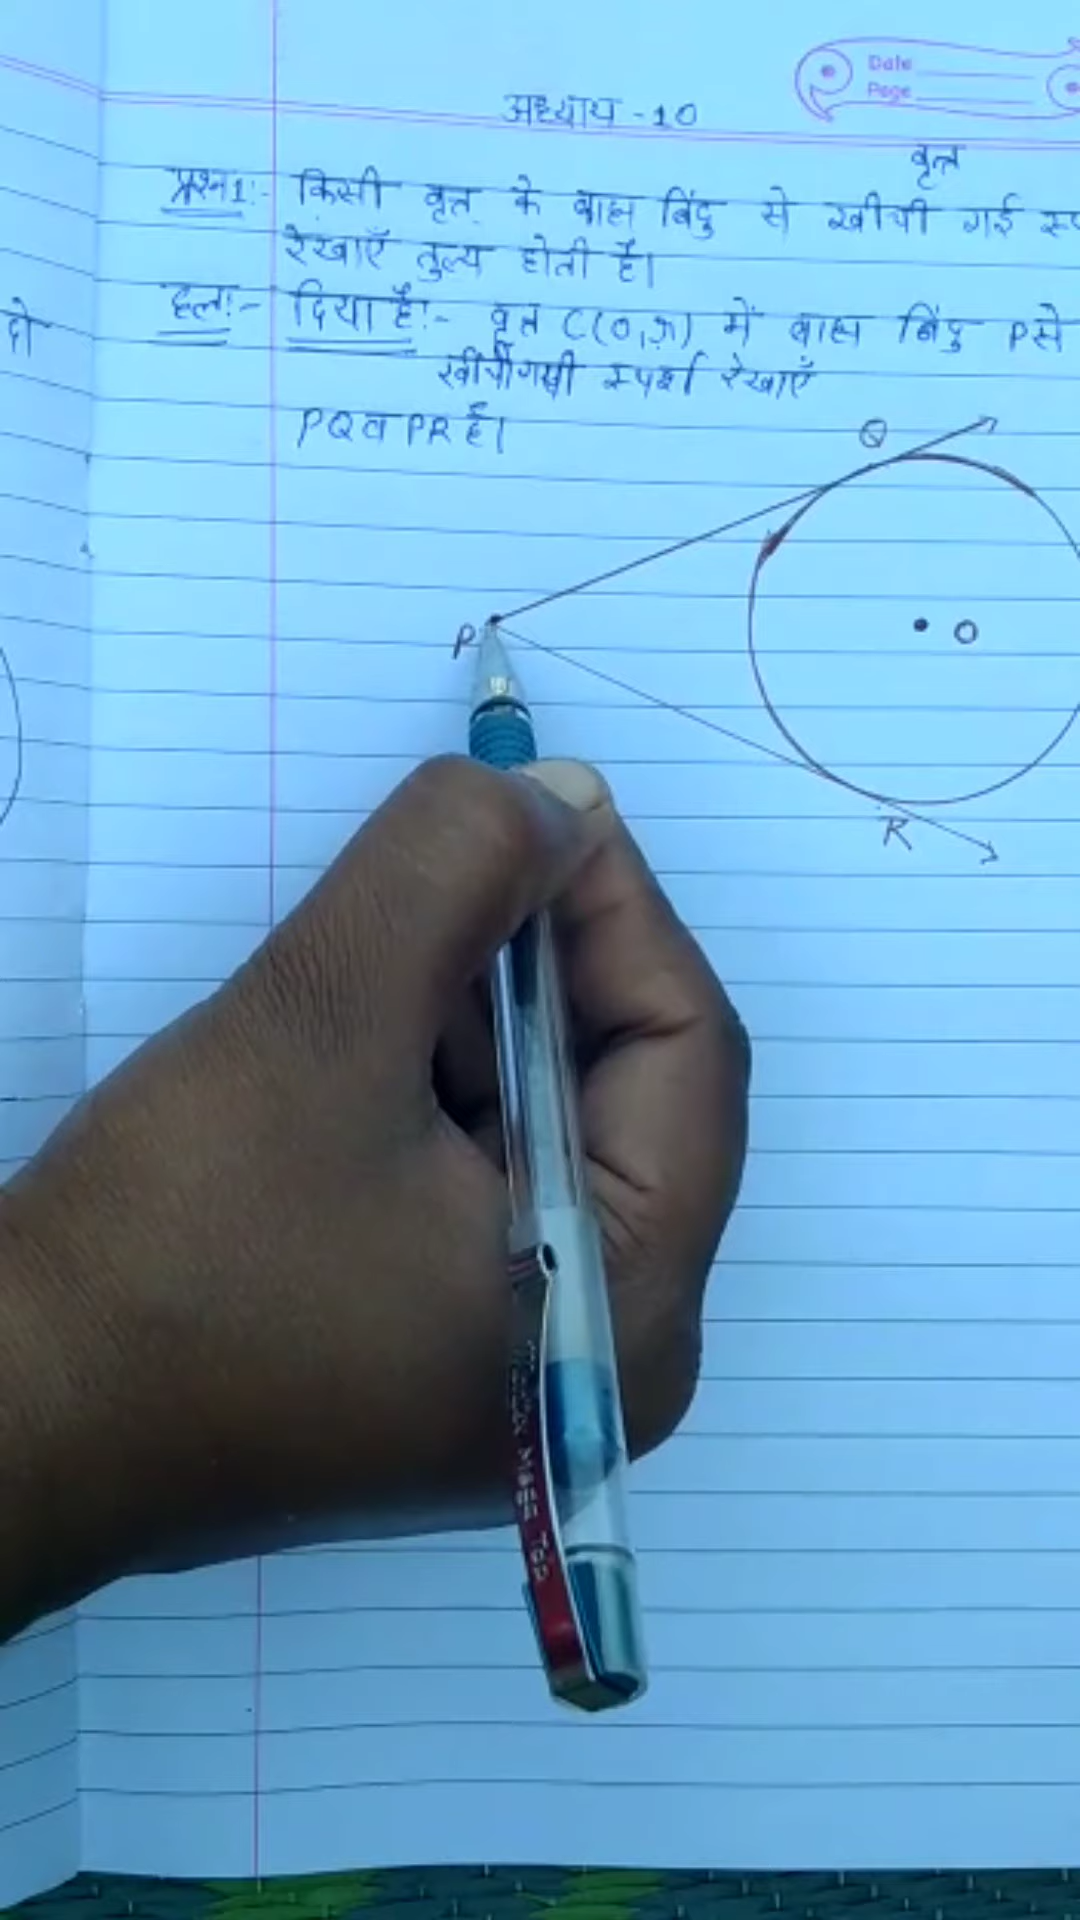 Date
Page
अध्याय - 10
वृत्त
प्रश्न1:- किसी वृत्त के बाह्य बिंदु से खींची गई
रेखाएँ तुल्य होती है।
हल:- दिया है:- वृत्त C(O,r) में बाह्य बिंदु P से
खींची गयी स्पर्श रेखाएँ
PQ व PR है।
दो
Q
P
O
R